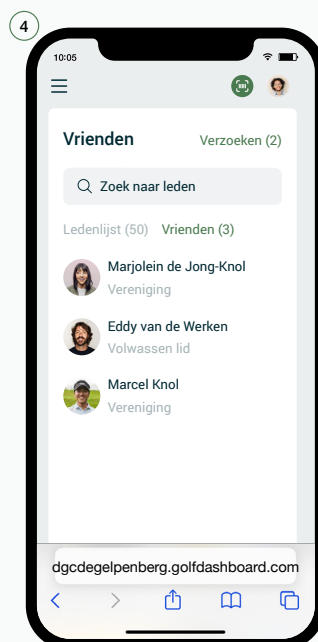 4
10:05
Vrienden
Verzoeken (2)
Zoek naar leden
Ledenlijst (50) Vrienden (3)
Marjolein de Jong-Knol
Vereniging
Eddy van de Werken
Volwassen lid
Marcel Knol
Vereniging
dgcdegelpenberg.golfdashboard.com